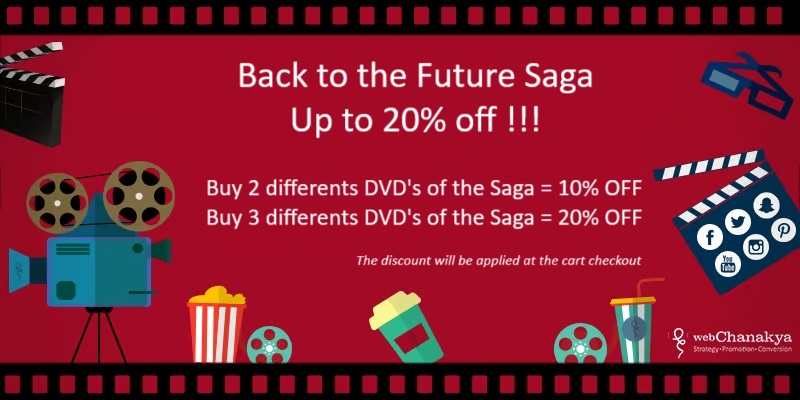 Back to the Future Saga
Up to 20% off !!!
Buy 2 differents DVD's of the Saga = 10% OFF
Buy 3 differents DVD's of the Saga = 20% OFF
The discount will be applied at the cart checkout
You
Tube
webChanakya
Strategy•Promotion•Conversion